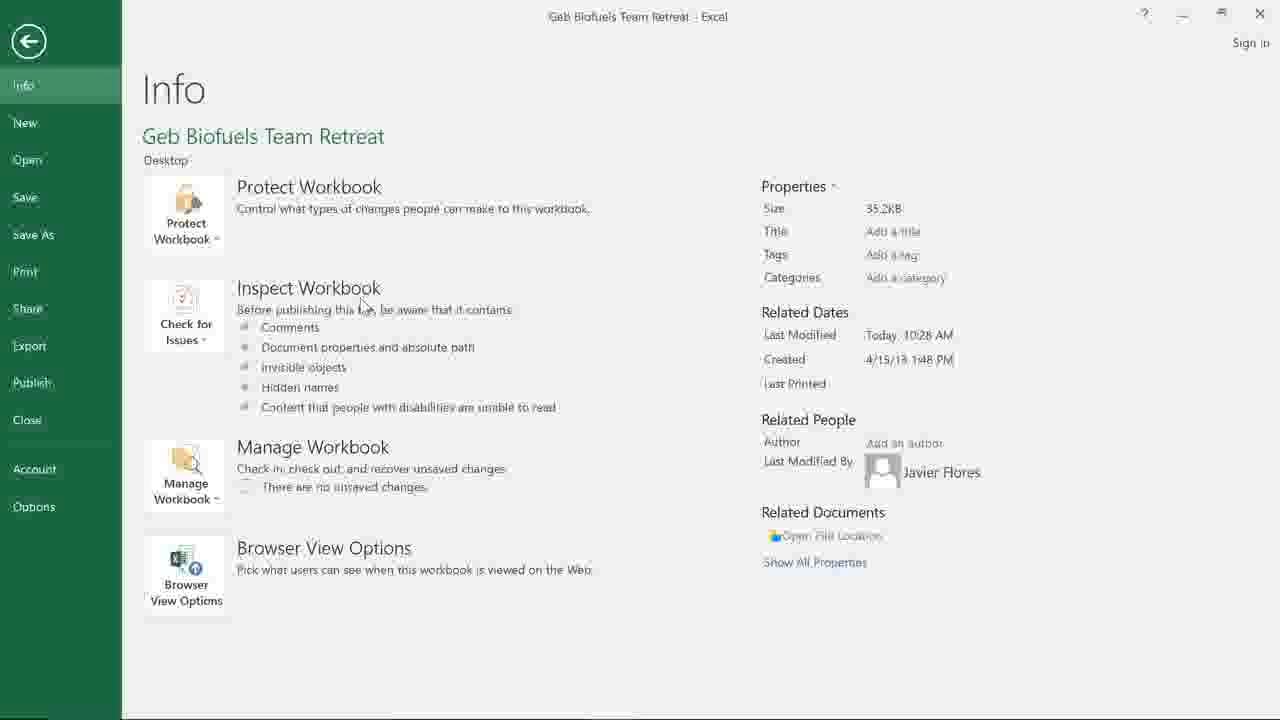 Geb Biofuels Team Retreat - Excel
?
Sign in
Info
New
Open
Save
Save As
Print
Share
Export
Publish
Close
Account
Options
Info
Geb Biofuels Team Retreat
Desktop
Protect
Workbook
Protect Workbook
Control what types of changes people can make to this workbook.
Check for
Issues
Inspect Workbook
Before publishing this be aware that it contains:
Comments
Document properties and absolute path
Invisible objects
Hidden names
Content that people with disabilities are unable to read
Manage
Workbook
Manage Workbook
Check in, check out, and recover unsaved changes.
There are no unsaved changes.
Browser
View Options
Browser View Options
Pick what users can see when this workbook is viewed on the Web.
Properties
Size 35.2KB
Title Add a title
Tags Add a tag
Categories Add a category
Related Dates
Last Modified Today, 10:28 AM
Created 4/15/13 1:48 PM
Last Printed
Related People
Author Add an author
Last Modified By Javier Flores
Related Documents
Open File Location
Show All Properties